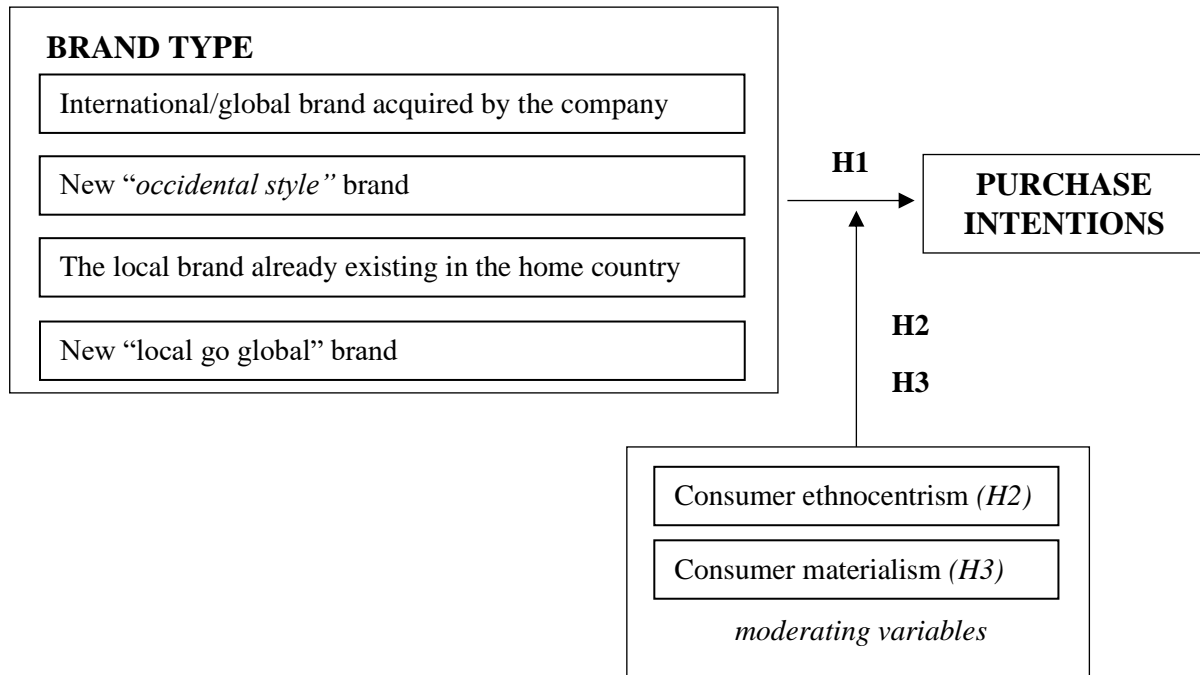 BRAND TYPE
International/global brand acquired by the company
New “occidental style” brand
The local brand already existing in the home country
New “local go global” brand
H1
PURCHASE
INTENTIONS
H2
H3
Consumer ethnocentrism (H2)
Consumer materialism (H3)
moderating variables